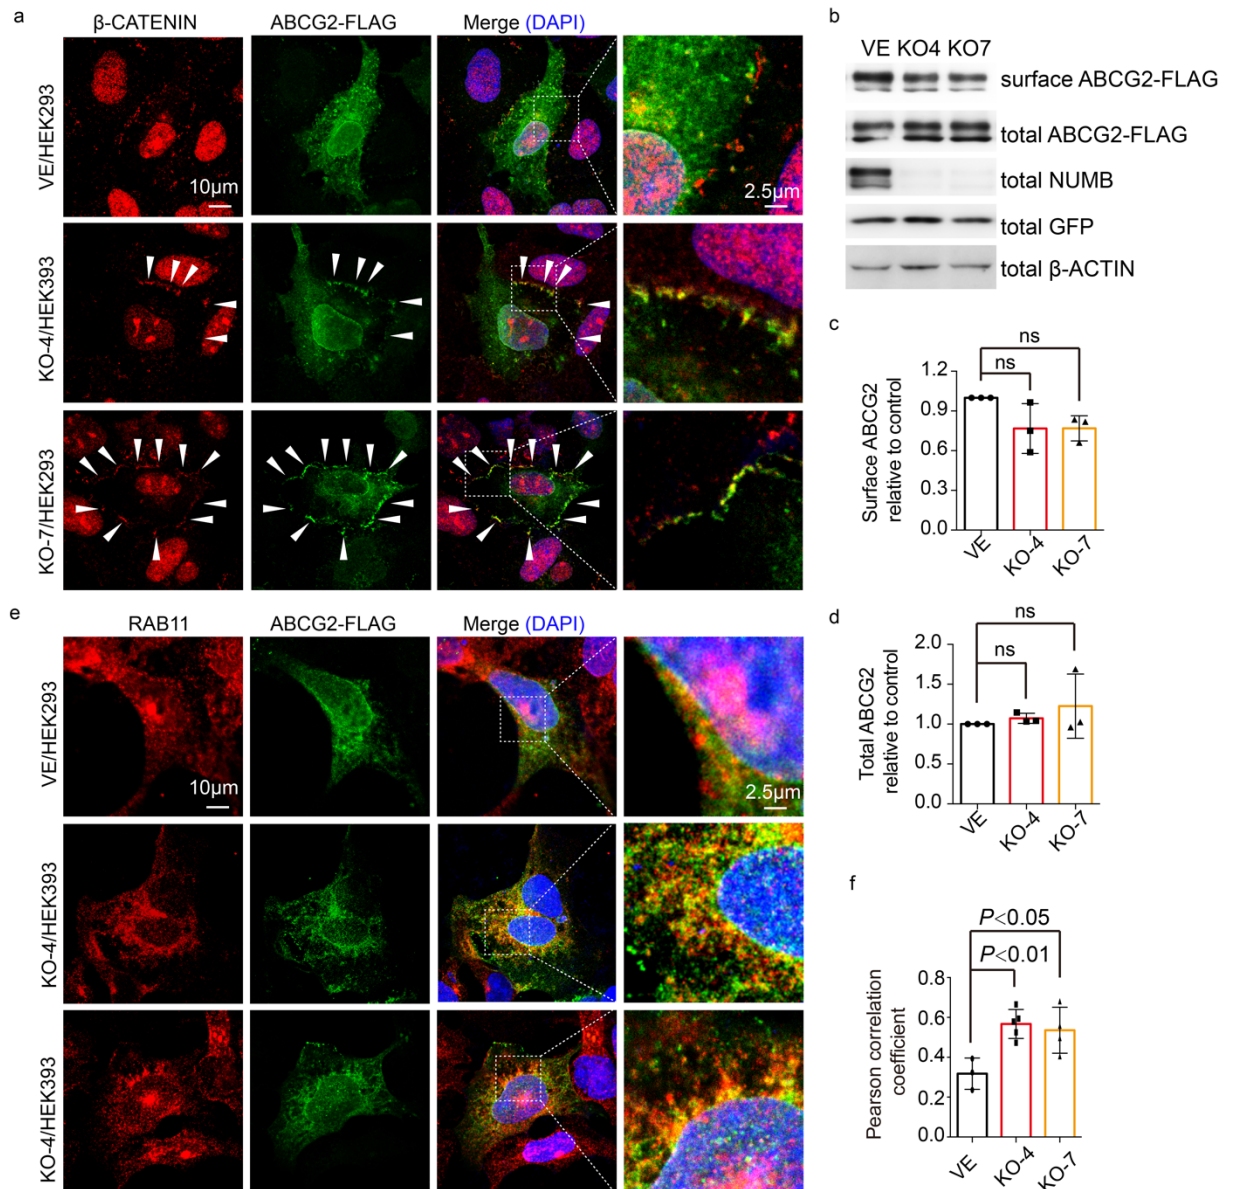 a
β-CATENIN ABCG2-FLAG Merge (DAPI)
VE/HEK293
10μm
2.5μm
KO-4/HEK393
KO-7/HEK293
b
VE KO4 KO7
surface ABCG2-FLAG
total ABCG2-FLAG
total NUMB
total GFP
total β-ACTIN
c
ns
ns
Surface ABCG2
relative to control
1.2
0.9
0.6
0.3
0.0
VE
KO-4
KO-7
d
ns
ns
Total ABCG2
relative to control
2.0
1.5
1.0
0.5
0.0
VE
KO-4
KO-7
e
RAB11 ABCG2-FLAG Merge (DAPI)
VE/HEK293
10μm
2.5μm
KO-4/HEK393
KO-4/HEK393
f
P<0.05
P<0.01
Pearson correlation
coefficient
0.8
0.6
0.4
0.2
0.0
VE
KO-4
KO-7